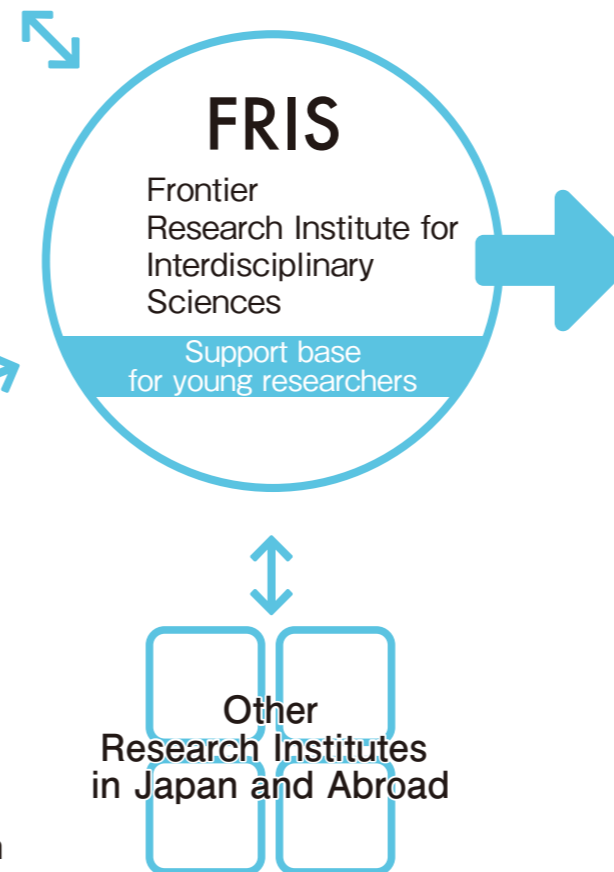 FRIS
Frontier
Research Institute for
Interdisciplinary
Sciences
Support base
for young researchers
Other
Research Institutes
in Japan and Abroad